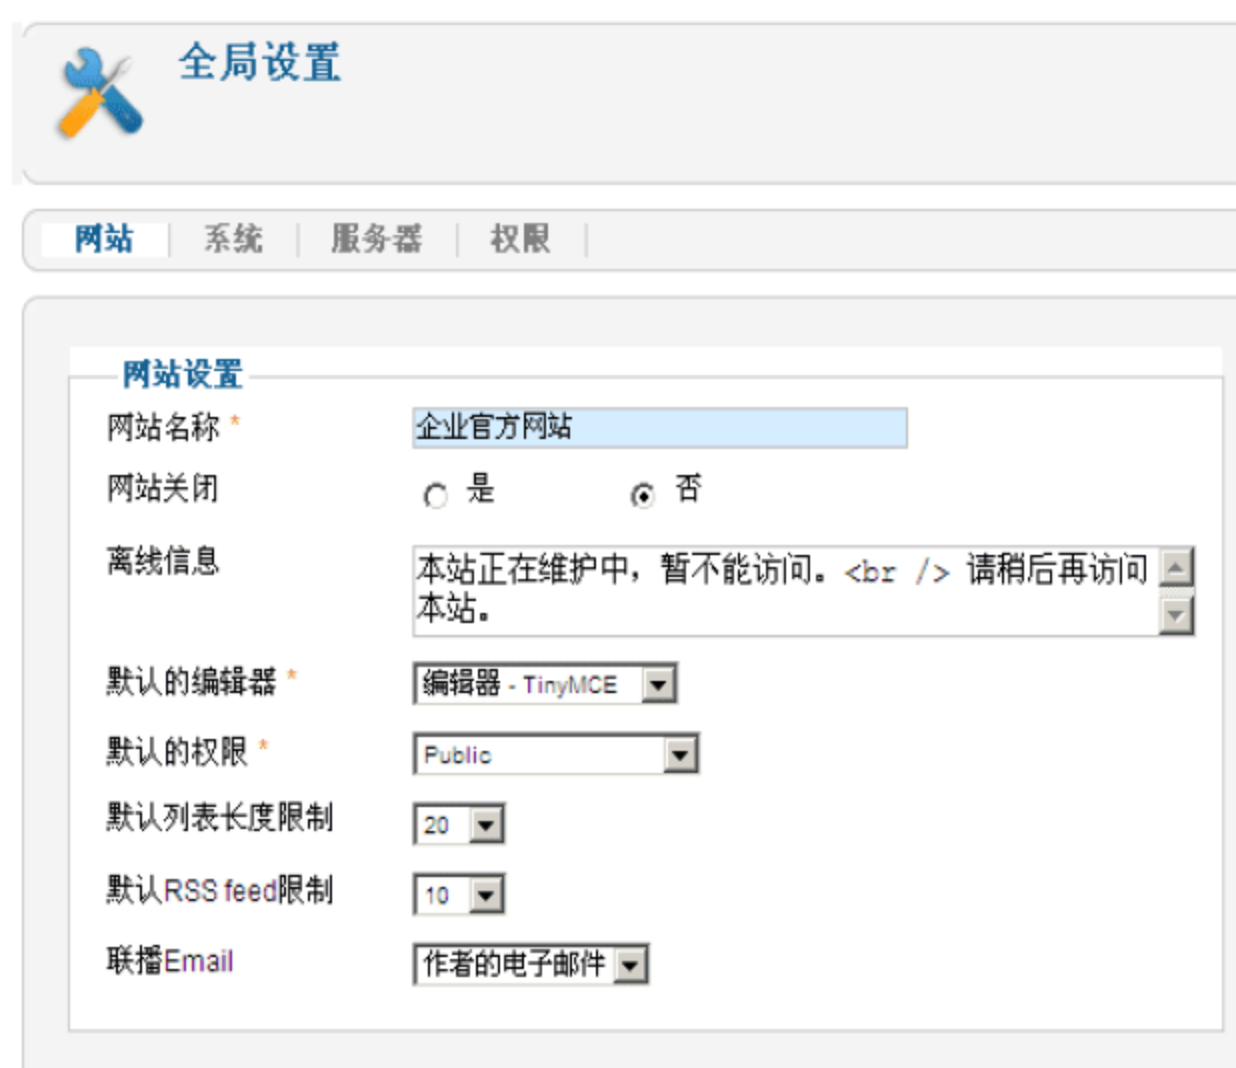 全局设置
网站 系统 服务器 权限
网站设置
网站名称 * 企业官方网站
网站关闭 是 否
离线信息 本站正在维护中，暂不能访问。<br /> 请稍后再访问
本站。
默认的编辑器 * 编辑器 - TinyMCE
默认的权限 * Public
默认列表长度限制 20
默认RSS feed限制 10
联播Email 作者的电子邮件